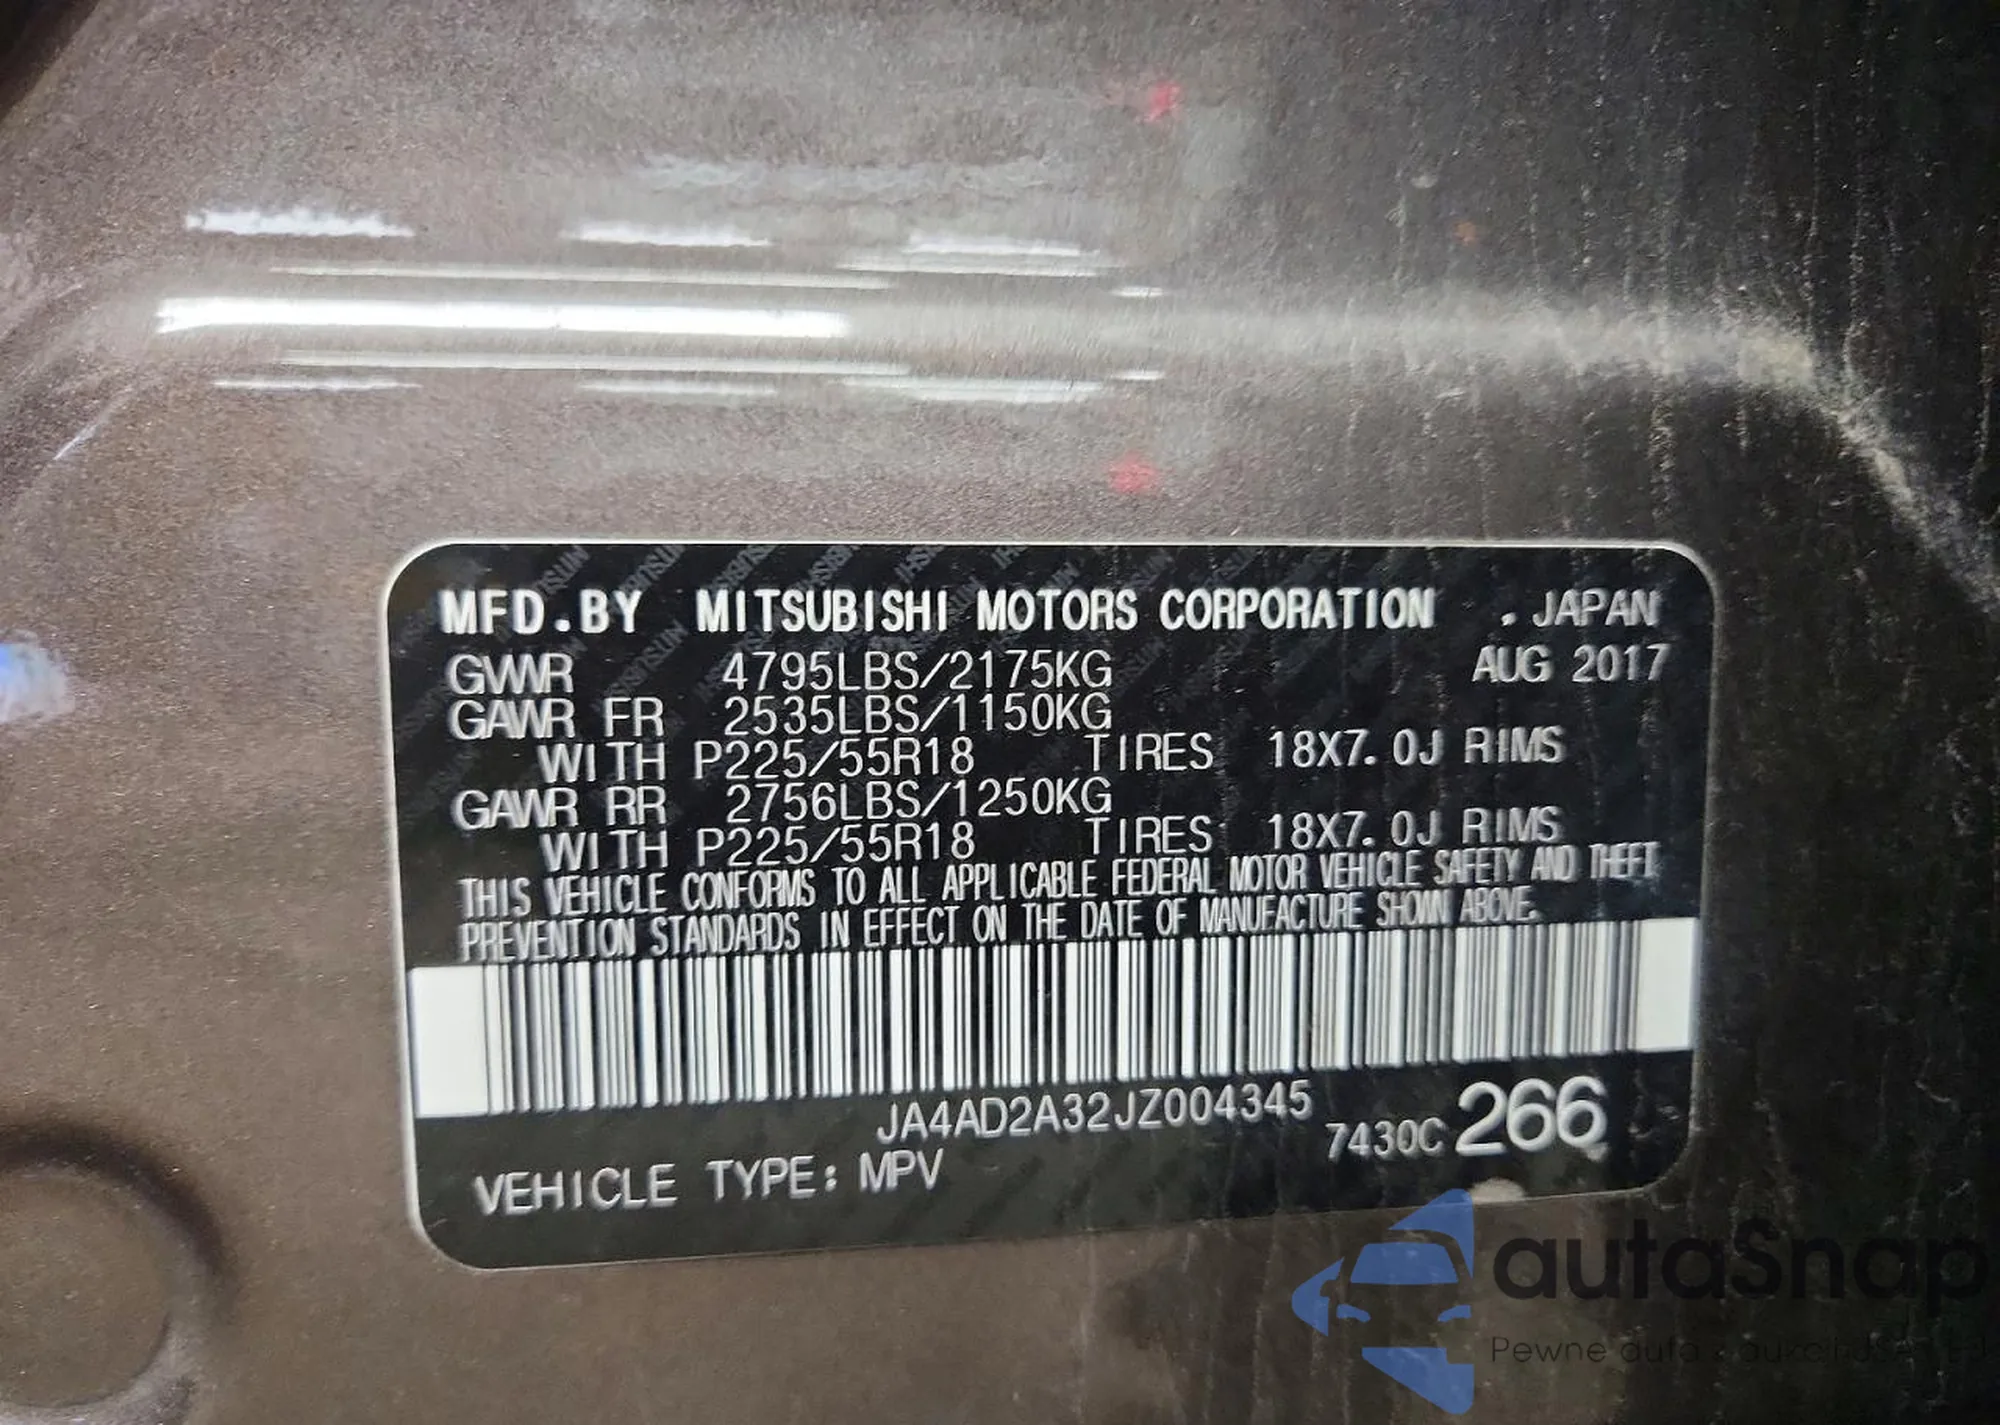 MFD.BY MITSUBISHI MOTORS CORPORATION . JAPAN
GVWR 4795LBS/2175KG AUG 2017
GAWR FR 2535LBS/1150KG
WITH P225/55R18 TIRES 18X7.0J RIMS
GAWR RR 2756LBS/1250KG
WITH P225/55R18 TIRES 18X7.0J RIMS
THIS VEHICLE CONFORMS TO ALL APPLICABLE FEDERAL MOTOR VEHICLE SAFETY AND THEFT
PREVENTION STANDARDS IN EFFECT ON THE DATE OF MANUFACTURE SHOWN ABOVE.
JA4AD2A32JZ004345
7430C 266
VEHICLE TYPE: MPV
autaSnap
Pewne auta z